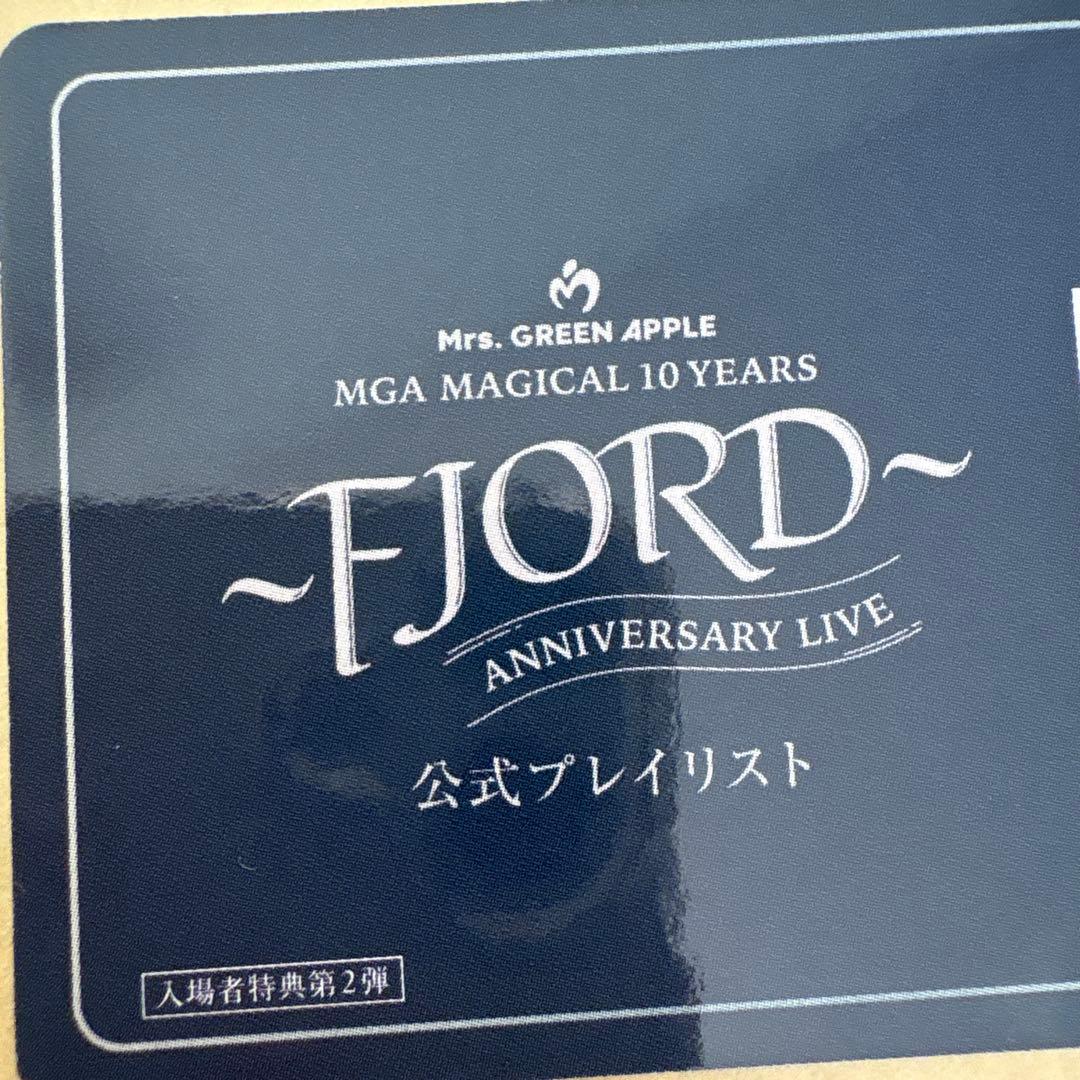 Mrs. GREEN APPLE
MGA MAGICAL 10 YEARS
~FJORD~
ANNIVERSARY LIVE
公式プレイリスト
入場者特典第2弾